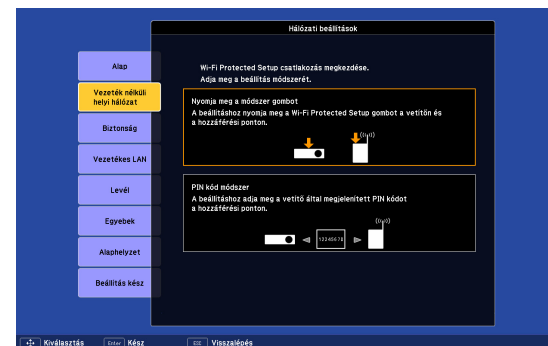 Hálózati beállítások
Alap
Vezeték nélküli
helyi hálózat
Biztonság
Vezetékes LAN
Levél
Egyebek
Alaphelyzet
Beállítás kész
Wi-Fi Protected Setup csatlakozás megkezdése.
Adja meg a beállítás módszerét.
Nyomja meg a módszer gombot
A beállításhoz nyomja meg a Wi-Fi Protected Setup gombot a vetítőn és
a hozzáférési ponton.
PIN kód módszer
A beállításhoz adja meg a vetítő által megjelenített PIN kódot
a hozzáférési ponton.
12345678
Kiválasztás Enter Kész Esc Visszalépés